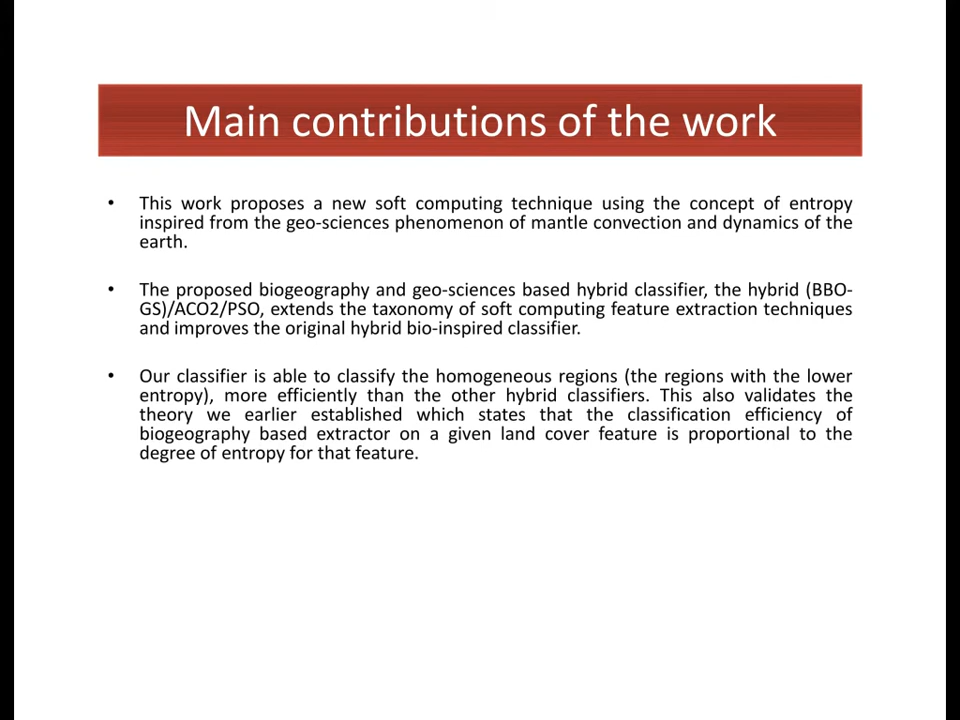 Main contributions of the work
• This work proposes a new soft computing technique using the concept of entropy
inspired from the geo-sciences phenomenon of mantle convection and dynamics of the
earth.
• The proposed biogeography and geo-sciences based hybrid classifier, the hybrid (BBO-
GS)/ACO2/PSO, extends the taxonomy of soft computing feature extraction techniques
and improves the original hybrid bio-inspired classifier.
• Our classifier is able to classify the homogeneous regions (the regions with the lower
entropy), more efficiently than the other hybrid classifiers. This also validates the
theory we earlier established which states that the classification efficiency of
biogeography based extractor on a given land cover feature is proportional to the
degree of entropy for that feature.